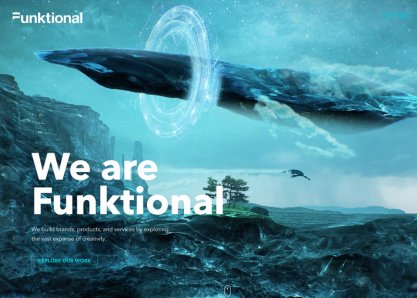 Funktional
We are
Funktional
We build brands, products, and services by exploring
the vast expanse of creativity.
EXPLORE OUR WORK